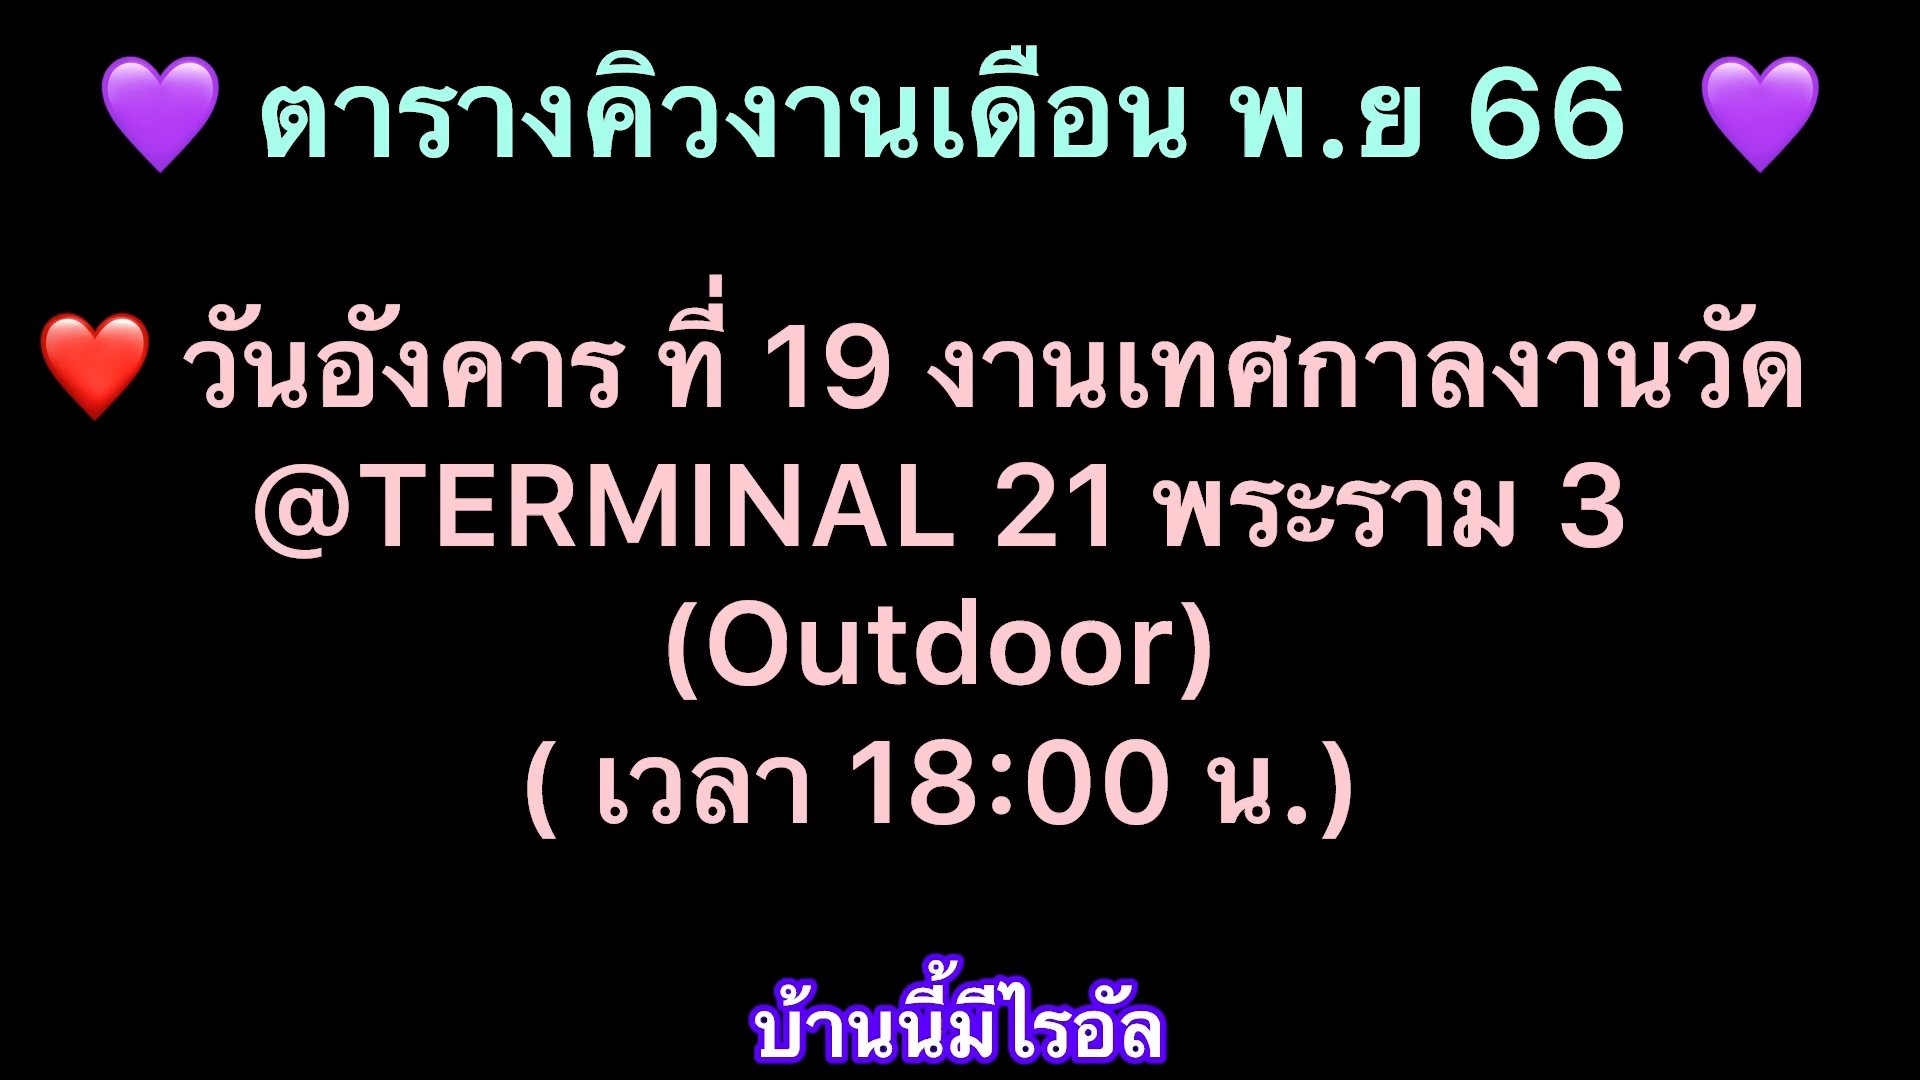 💜 ตารางคิวงานเดือน พ.ย 66 💜
❤️ วันอังคาร ที่ 19 งานเทศกาลงานวัด
@TERMINAL 21 พระราม 3
(Outdoor)
( เวลา 18:00 น.)
บ้านนี้มีไรอัล